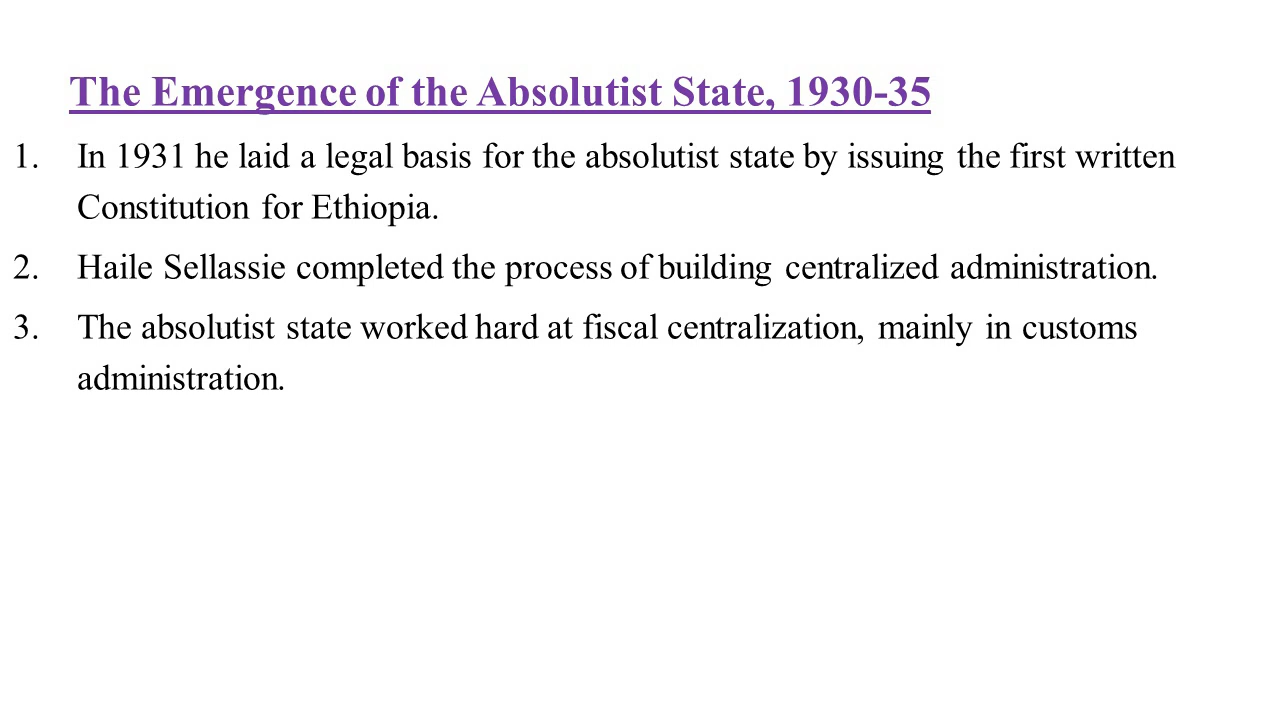 The Emergence of the Absolutist State, 1930-35
1. In 1931 he laid a legal basis for the absolutist state by issuing the first written
Constitution for Ethiopia.
2. Haile Sellassie completed the process of building centralized administration.
3. The absolutist state worked hard at fiscal centralization, mainly in customs
administration.